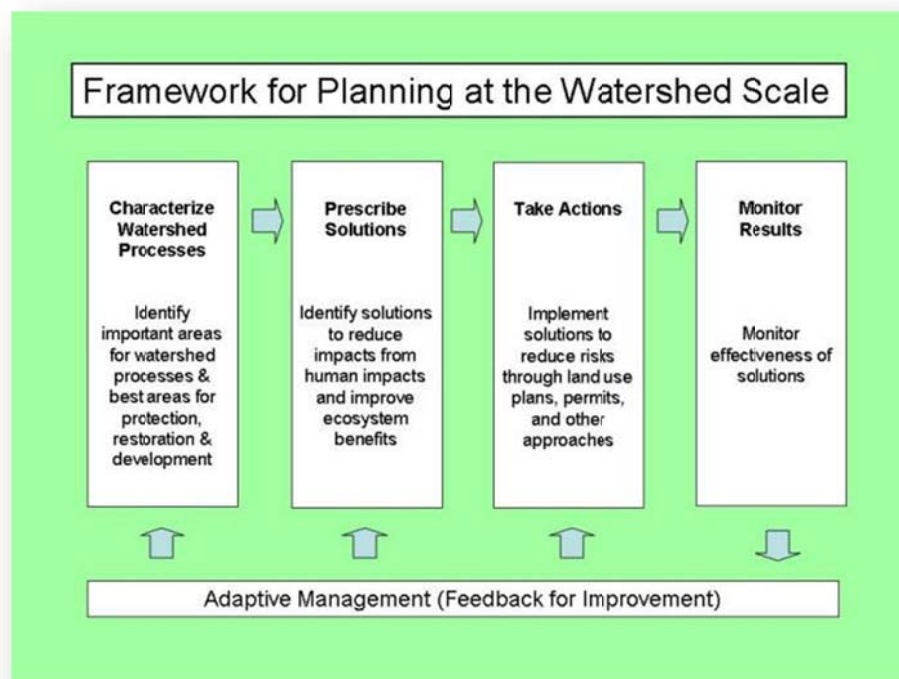 Framework for Planning at the Watershed Scale
Characterize
Watershed
Processes
Identify
important areas
for watershed
processes &
best areas for
protection,
restoration &
development
Prescribe
Solutions
Identify solutions
to reduce
impacts from
human impacts
and improve
ecosystem
benefits
Take Actions
Implement
solutions to
reduce risks
through land use
plans, permits,
and other
approaches
Monitor
Results
Monitor
effectiveness of
solutions
Adaptive Management (Feedback for Improvement)